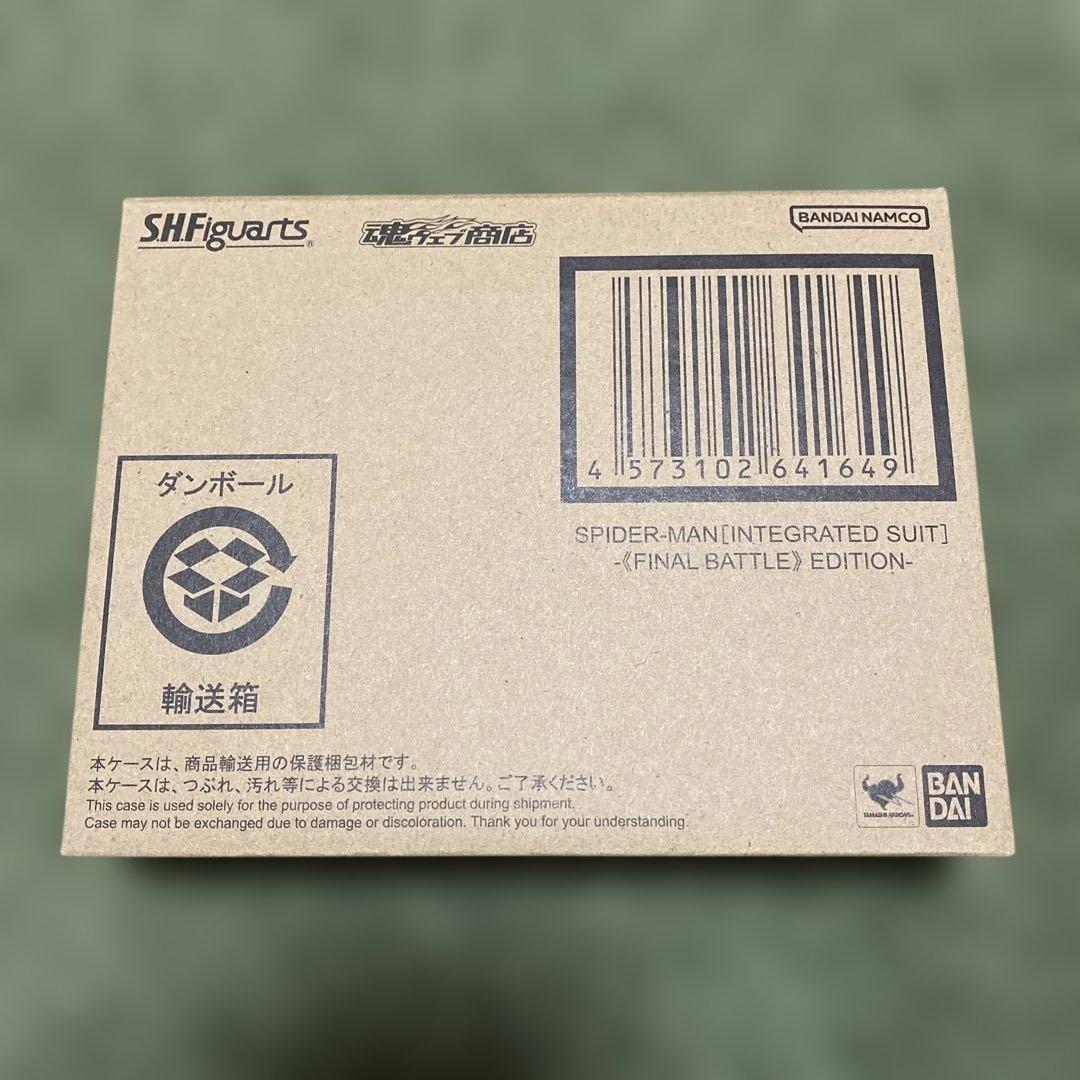 S.H.Figuarts®
魂ウェブ商店
BANDAI NAMCO
4 573102 641649
SPIDER-MAN[INTEGRATED SUIT]
-《FINAL BATTLE》EDITION-
ダンボール
輸送箱
本ケースは、商品輸送用の保護梱包材です。
本ケースは、つぶれ、汚れ等による交換は出来ません。ご了承ください。
This case is used solely for the purpose of protecting product during shipment.
Case may not be exchanged due to damage or discoloration. Thank you for your understanding.
TAMASHII NATIONS
BAN
DAI